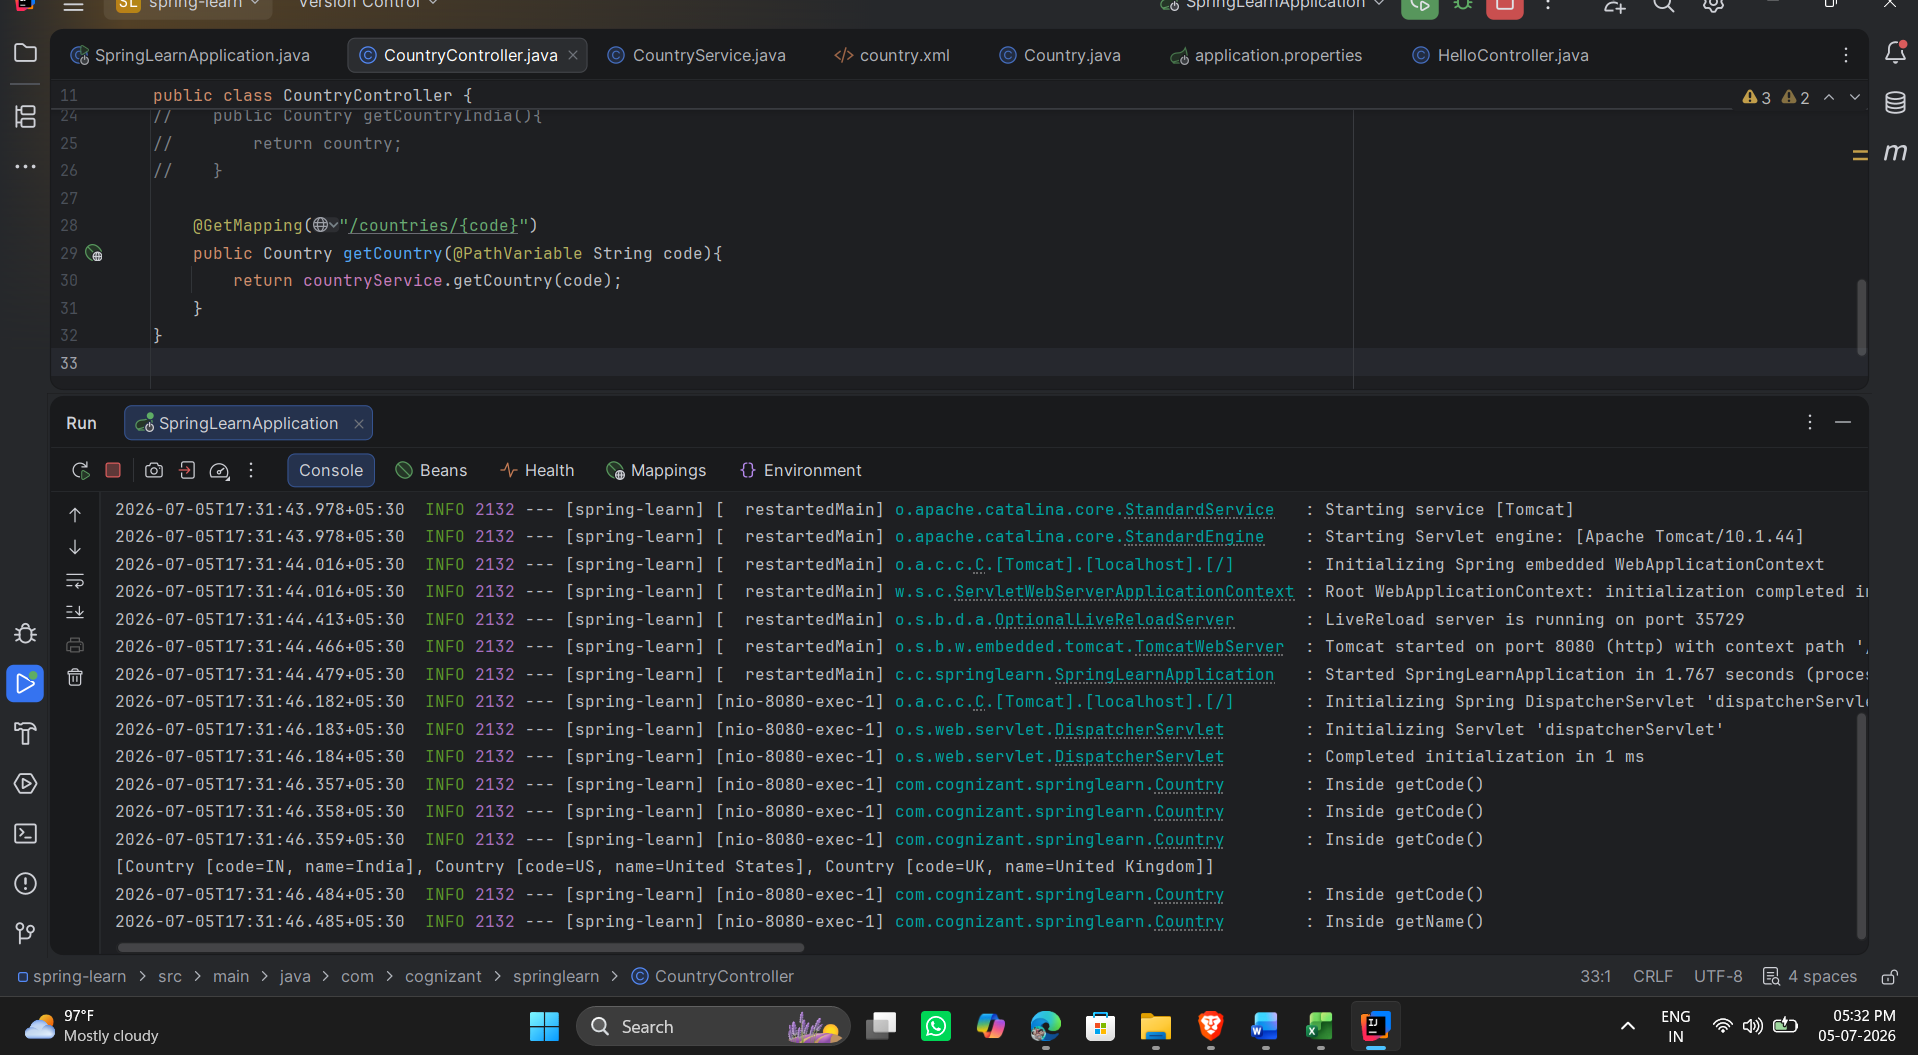 SL spring-learn Version Control SpringLearnApplication
SpringLearnApplication.java CountryController.java CountryService.java </> country.xml Country.java application.properties HelloController.java
11 public class CountryController { 3 2
24 // public Country getCountryIndia(){
25 // return country;
26 // }
27
28 @GetMapping("/countries/{code}")
29 public Country getCountry(@PathVariable String code){
30 return countryService.getCountry(code);
31 }
32 }
33
Run SpringLearnApplication
Console Beans Health Mappings {} Environment
2026-07-05T17:31:43.978+05:30 INFO 2132 --- [spring-learn] [ restartedMain] o.apache.catalina.core.StandardService : Starting service [Tomcat]
2026-07-05T17:31:43.978+05:30 INFO 2132 --- [spring-learn] [ restartedMain] o.apache.catalina.core.StandardEngine : Starting Servlet engine: [Apache Tomcat/10.1.44]
2026-07-05T17:31:44.016+05:30 INFO 2132 --- [spring-learn] [ restartedMain] o.a.c.c.C.[Tomcat].[localhost].[/] : Initializing Spring embedded WebApplicationContext
2026-07-05T17:31:44.016+05:30 INFO 2132 --- [spring-learn] [ restartedMain] w.s.c.ServletWebServerApplicationContext : Root WebApplicationContext: initialization completed in
2026-07-05T17:31:44.413+05:30 INFO 2132 --- [spring-learn] [ restartedMain] o.s.b.d.a.OptionalLiveReloadServer : LiveReload server is running on port 35729
2026-07-05T17:31:44.466+05:30 INFO 2132 --- [spring-learn] [ restartedMain] o.s.b.w.embedded.tomcat.TomcatWebServer : Tomcat started on port 8080 (http) with context path '/
2026-07-05T17:31:44.479+05:30 INFO 2132 --- [spring-learn] [ restartedMain] c.c.springlearn.SpringLearnApplication : Started SpringLearnApplication in 1.767 seconds (proces
2026-07-05T17:31:46.182+05:30 INFO 2132 --- [spring-learn] [nio-8080-exec-1] o.a.c.c.C.[Tomcat].[localhost].[/] : Initializing Spring DispatcherServlet 'dispatcherServle
2026-07-05T17:31:46.183+05:30 INFO 2132 --- [spring-learn] [nio-8080-exec-1] o.s.web.servlet.DispatcherServlet : Initializing Servlet 'dispatcherServlet'
2026-07-05T17:31:46.184+05:30 INFO 2132 --- [spring-learn] [nio-8080-exec-1] o.s.web.servlet.DispatcherServlet : Completed initialization in 1 ms
2026-07-05T17:31:46.357+05:30 INFO 2132 --- [spring-learn] [nio-8080-exec-1] com.cognizant.springlearn.Country : Inside getCode()
2026-07-05T17:31:46.358+05:30 INFO 2132 --- [spring-learn] [nio-8080-exec-1] com.cognizant.springlearn.Country : Inside getCode()
2026-07-05T17:31:46.359+05:30 INFO 2132 --- [spring-learn] [nio-8080-exec-1] com.cognizant.springlearn.Country : Inside getCode()
[Country [code=IN, name=India], Country [code=US, name=United States], Country [code=UK, name=United Kingdom]]
2026-07-05T17:31:46.484+05:30 INFO 2132 --- [spring-learn] [nio-8080-exec-1] com.cognizant.springlearn.Country : Inside getCode()
2026-07-05T17:31:46.485+05:30 INFO 2132 --- [spring-learn] [nio-8080-exec-1] com.cognizant.springlearn.Country : Inside getName()
spring-learn > src > main > java > com > cognizant > springlearn > CountryController 33:1 CRLF UTF-8 4 spaces
97°F
Mostly cloudy
Search
ENG
IN
05:32 PM
05-07-2026